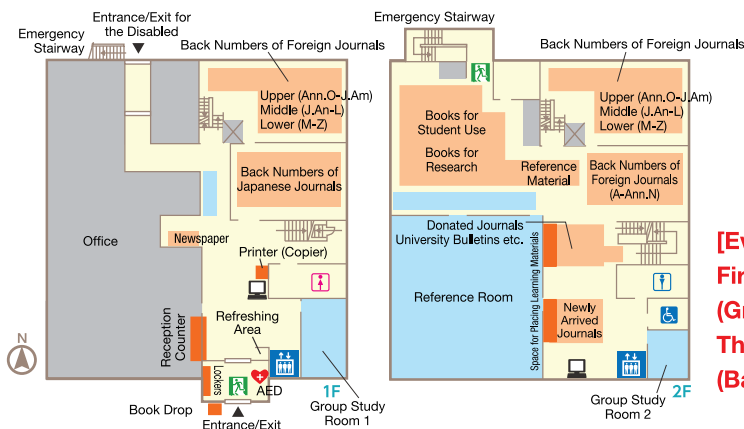 Entrance/Exit for
the Disabled
Emergency
Stairway
Back Numbers of Foreign Journals
Upper (Ann.O-J.Am)
Middle (J.An-L)
Lower (M-Z)
Back Numbers of
Japanese Journals
Office
Newspaper
Printer (Copier)
Refreshing
Area
Reception
Counter
Lockers
AED
1F
N
Book Drop
Entrance/Exit
Group Study
Room 1
Emergency Stairway
Back Numbers of Foreign Journals
Upper (Ann.O-J.Am)
Middle (J.An-L)
Lower (M-Z)
Books for
Student Use
Books for
Research
Reference
Material
Back Numbers of
Foreign Journals
(A-Ann.N)
Donated Journals
University Bulletins etc.
Reference Room
Space for Placing Learning Materials
Newly
Arrived
Journals
2F
Group Study
Room 2
[Ev
Fir
(Gr
Th
(Ba